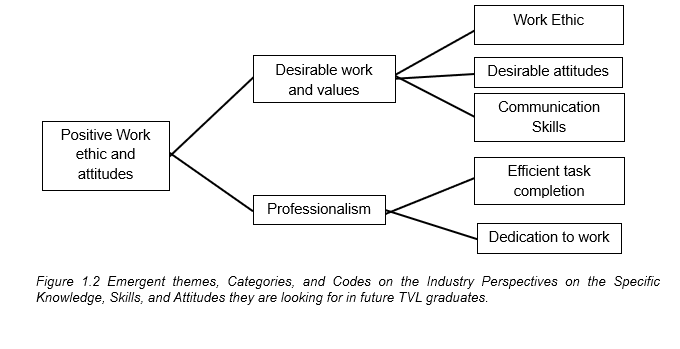 Work Ethic
Desirable work
and values
Desirable attitudes
Communication
Skills
Positive Work
ethic and
attitudes
Efficient task
completion
Professionalism
Dedication to work
Figure 1.2 Emergent themes, Categories, and Codes on the Industry Perspectives on the Specific
Knowledge, Skills, and Attitudes they are looking for in future TVL graduates.